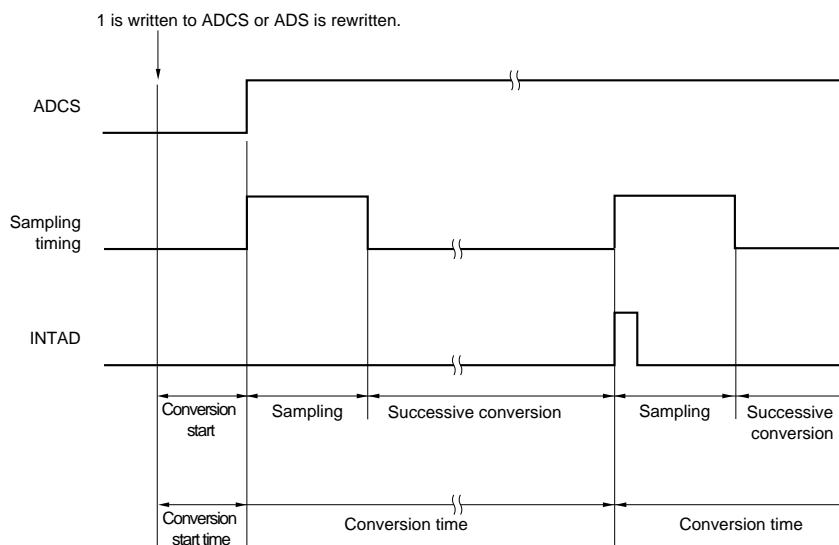 1 is written to ADCS or ADS is rewritten.
ADCS
Sampling
timing
INTAD
Conversion
start
Sampling
Successive conversion
Sampling
Successive
conversion
Conversion
start time
Conversion time
Conversion time